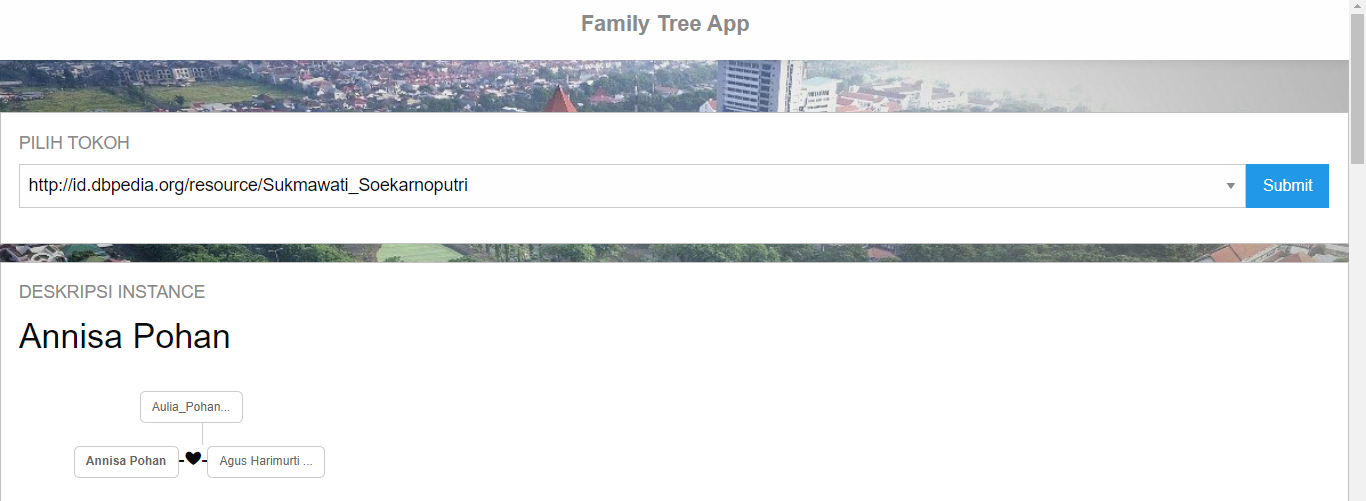 Family Tree App
PILIH TOKOH
http://id.dbpedia.org/resource/Sukmawati_Soekarnoputri
Submit
DESKRIPSI INSTANCE
Annisa Pohan
Aulia_Pohan...
Annisa Pohan
Agus Harimurti ...